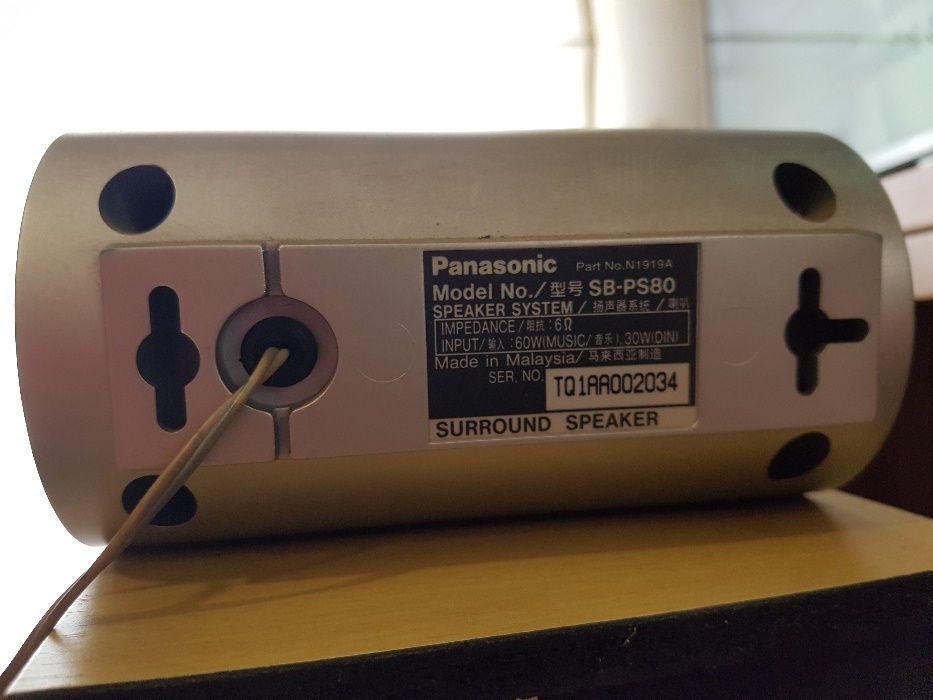 Panasonic Part No.N1919A
Model No./型号 SB-PS80
SPEAKER SYSTEM/扬声器系统/喇叭
IMPEDANCE/阻抗:6Ω
INPUT/输入:60W(MUSIC/音乐),30W(DIN)
Made in Malaysia/马来西亚制造
SER. NO. TQ1AA002034
SURROUND SPEAKER